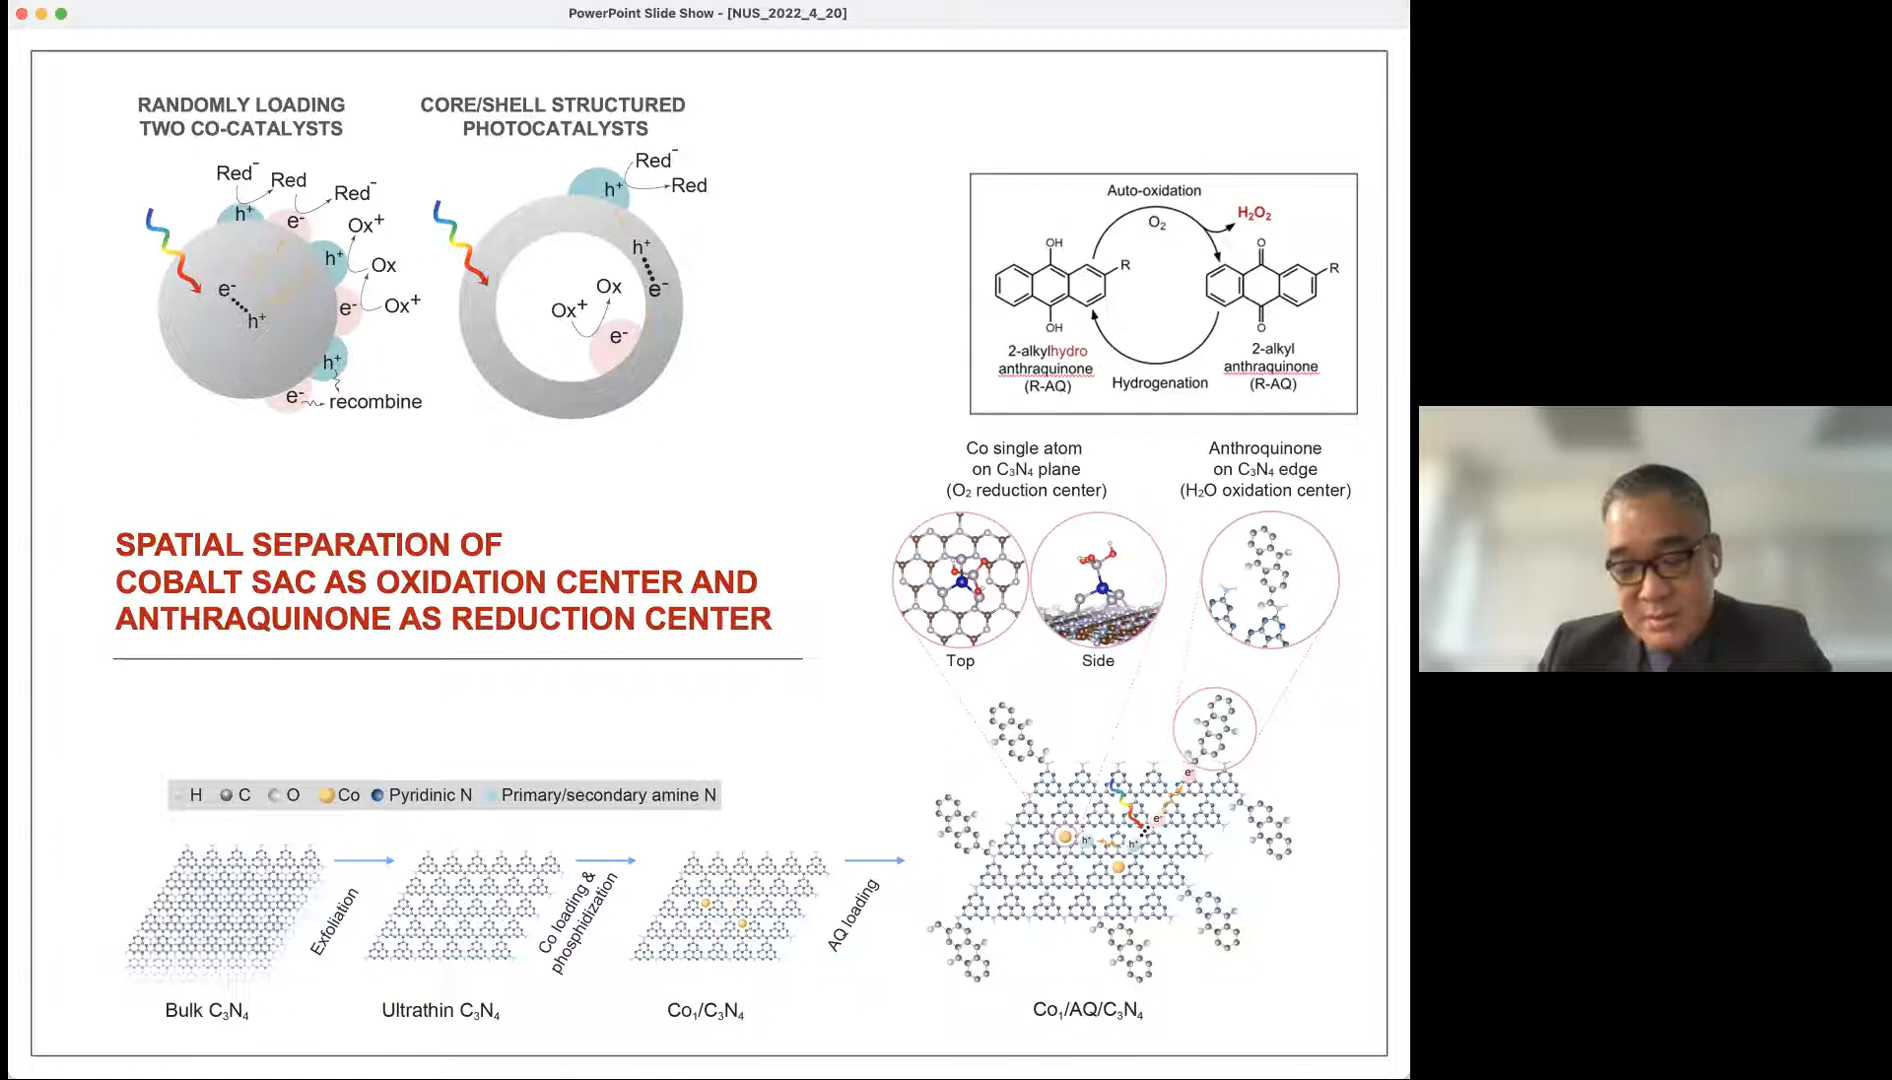 PowerPoint Slide Show - [NUS_2022_4_20]
RANDOMLY LOADING
TWO CO-CATALYSTS
Red⁻
Red
Red⁻
h⁺
e⁻
Ox⁺
h⁺
Ox
e⁻
h⁺
e⁻
Ox⁺
h⁺
e⁻
recombine
CORE/SHELL STRUCTURED
PHOTOCATALYSTS
Red⁻
h⁺
Red
h⁺
e⁻
Ox
Ox⁺
e⁻
Auto-oxidation
O₂
H₂O₂
OH
R
OH
O
R
O
2-alkylhydro
anthraquinone
(R-AQ)
Hydrogenation
2-alkyl
anthraquinone
(R-AQ)
Co single atom
on C₃N₄ plane
(O₂ reduction center)
Anthroquinone
on C₃N₄ edge
(H₂O oxidation center)
Top
Side
SPATIAL SEPARATION OF
COBALT SAC AS OXIDATION CENTER AND
ANTHRAQUINONE AS REDUCTION CENTER
H C O Co Pyridinic N Primary/secondary amine N
e⁻
e⁻
h⁺
h⁺
Exfoliation
Co loading &
phosphidization
AQ loading
Bulk C₃N₄
Ultrathin C₃N₄
Co₁/C₃N₄
Co₁/AQ/C₃N₄